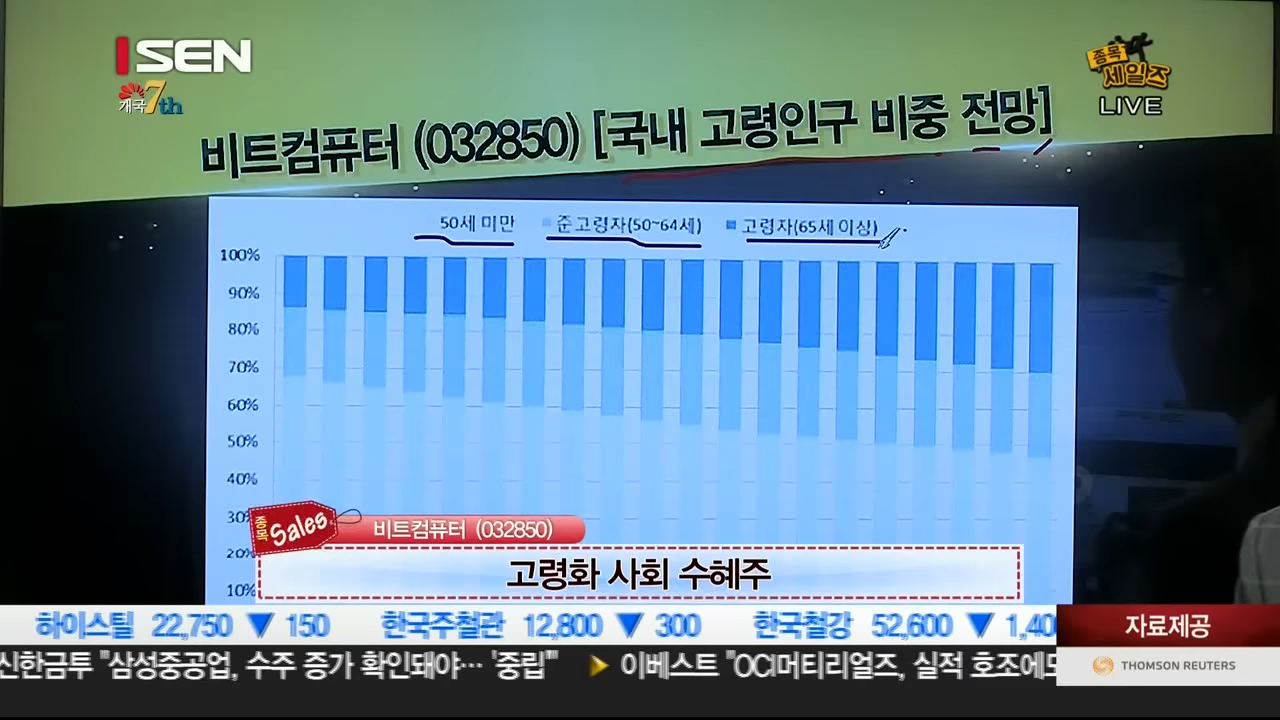 SEN
개국 7th
종목 세일즈
LIVE
비트컴퓨터 (032850) [국내 고령인구 비중 전망]
50세 미만 준고령자(50~64세) 고령자(65세 이상)
100%
90%
80%
70%
60%
50%
40%
30%
20%
10%
종목 Sales
비트컴퓨터 (032850)
고령화 사회 수혜주
하이스틸 22,750 ▼ 150 한국주철관 12,800 ▼ 300 한국철강 52,600 ▼ 1,40
자료제공
신한금투 "삼성중공업, 수주 증가 확인돼야… '중립'" ▶ 이베스트 "OCI머티리얼즈, 실적 호조에도
THOMSON REUTERS